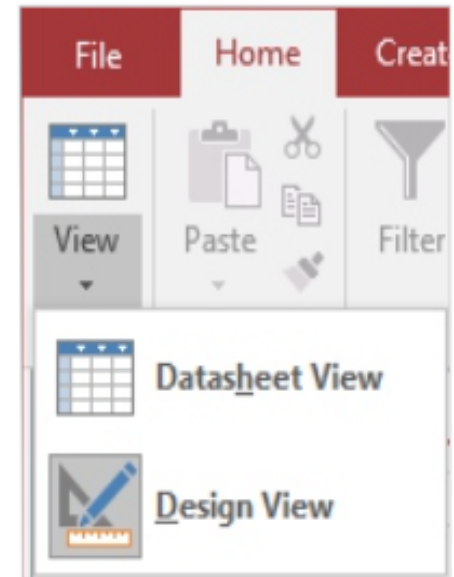 File Home Creat
View Paste Filter
Datasheet View
Design View